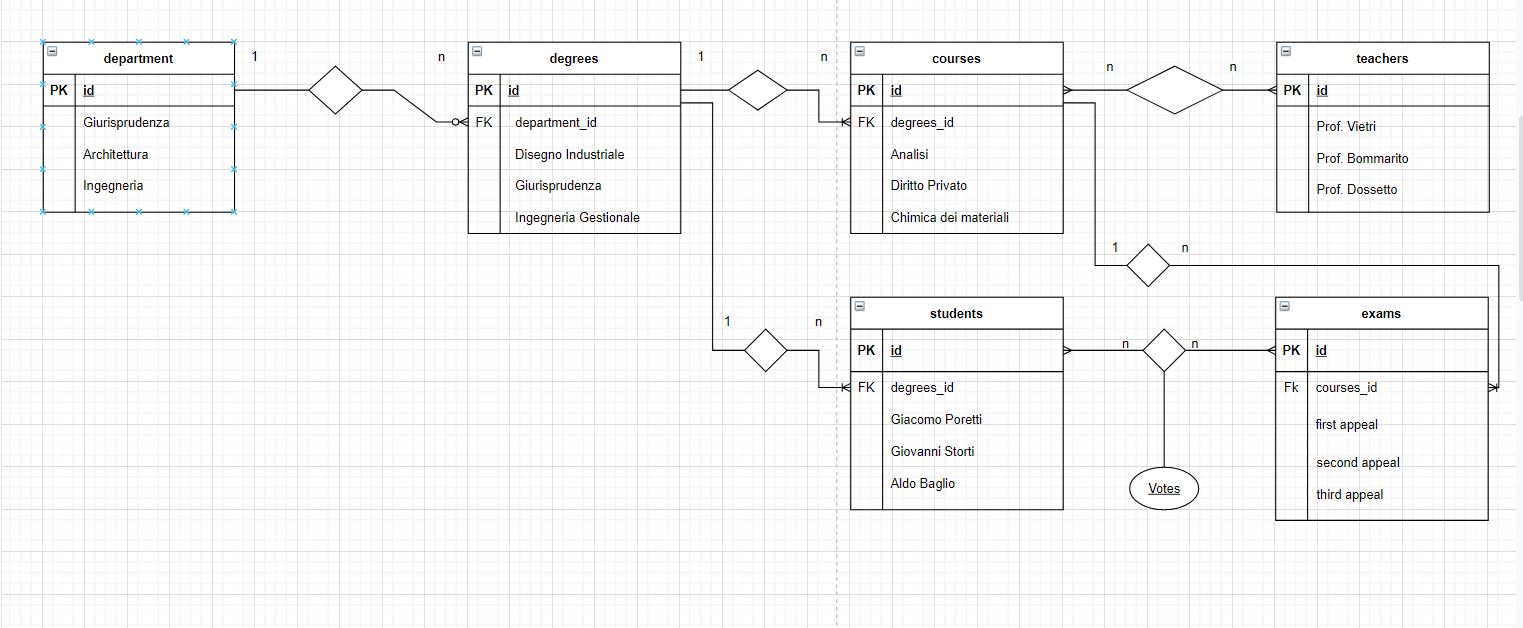 department
PK id
Giurisprudenza
Architettura
Ingegneria
1
n
degrees
PK id
FK department_id
Disegno Industriale
Giurisprudenza
Ingegneria Gestionale
1
n
courses
PK id
FK degrees_id
Analisi
Diritto Privato
Chimica dei materiali
n
n
teachers
PK id
Prof. Vietri
Prof. Bommarito
Prof. Dossetto
1
n
1
n
students
PK id
FK degrees_id
Giacomo Poretti
Giovanni Storti
Aldo Baglio
n
n
Votes
exams
PK id
Fk courses_id
first appeal
second appeal
third appeal